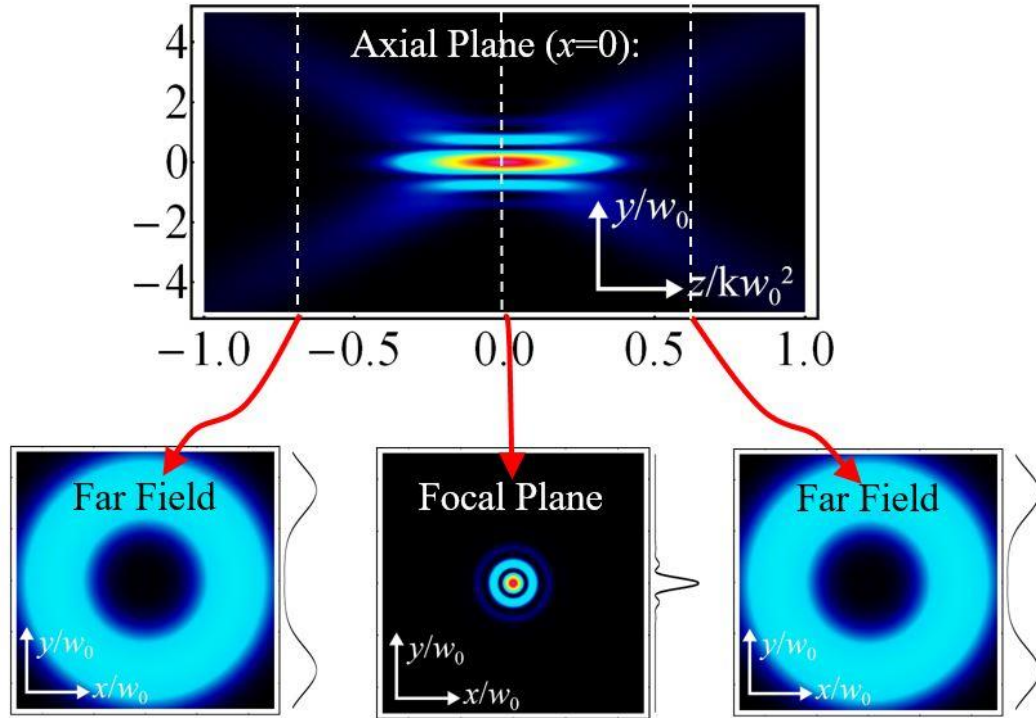 Axial Plane (x=0):
4
2
0
−2
−4
y/w₀
z/kw₀²
−1.0 −0.5 0.0 0.5 1.0
Far Field Focal Plane Far Field
y/w₀ y/w₀ y/w₀
x/w₀ x/w₀ x/w₀